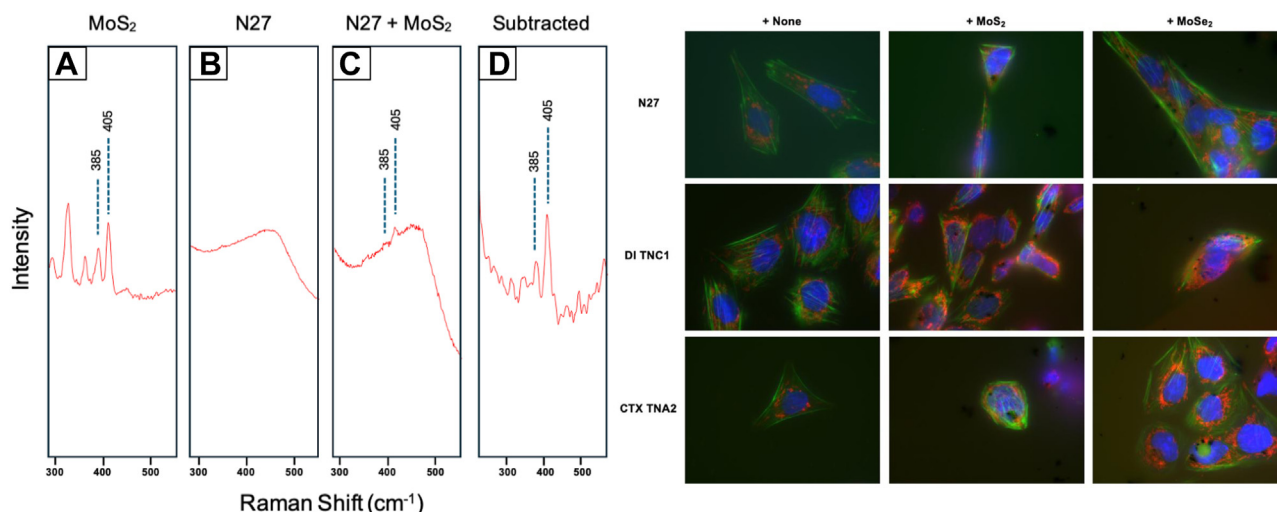 MoS₂ N27 N27 + MoS₂ Subtracted
A B C D
385 405
385 405
385 405
Intensity
300 400 500 300 400 500 300 400 500 300 400 500
Raman Shift (cm⁻¹)
+ None + MoS₂ + MoSe₂
N27
DI TNC1
CTX TNA2